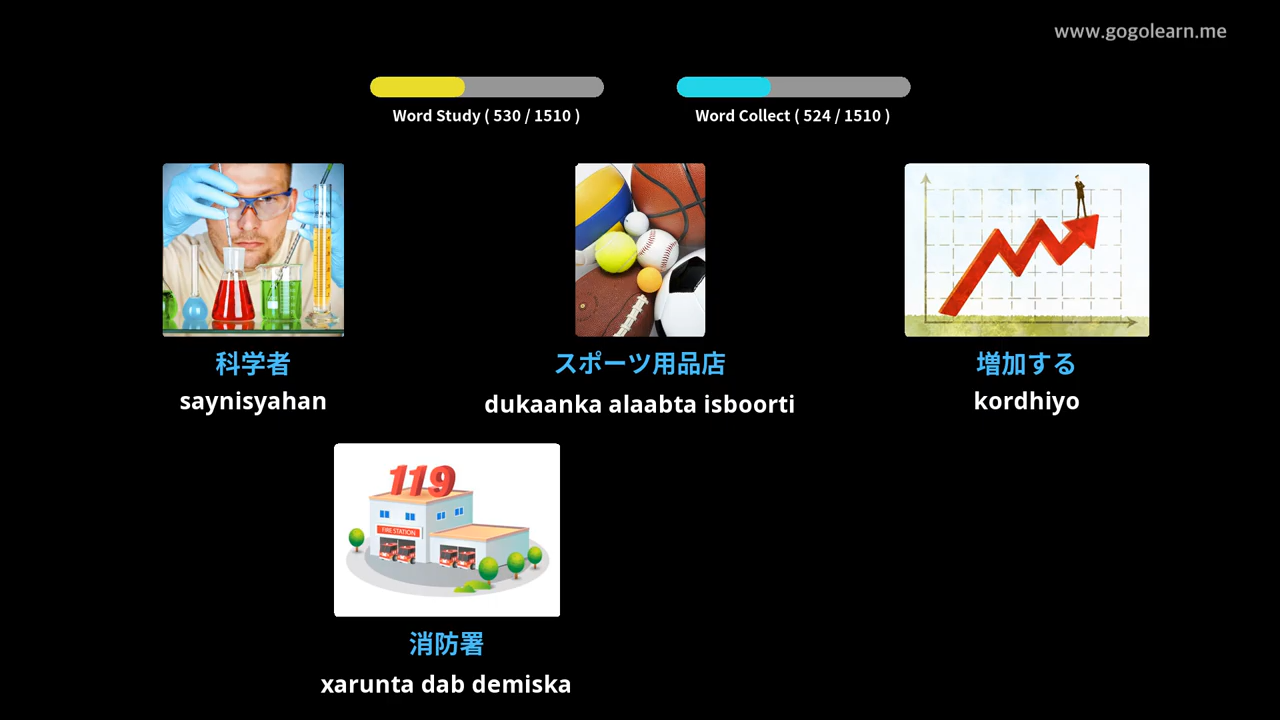 www.gogolearn.me
Word Study ( 530 / 1510 )
Word Collect ( 524 / 1510 )
科学者
saynisyahan
スポーツ用品店
dukaanka alaabta isboorti
増加する
kordhiyo
119
FIRE STATION
消防署
xarunta dab demiska